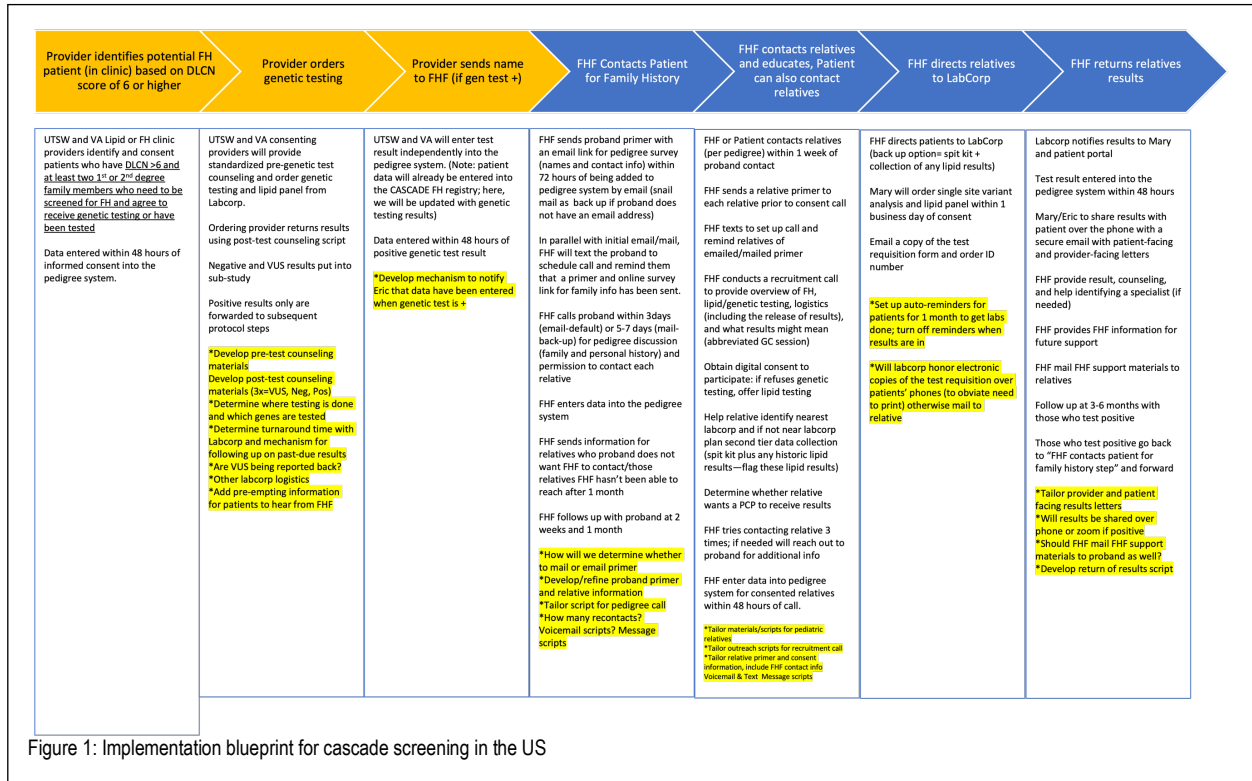 Provider identifies potential FH
patient (in clinic) based on DLCN
score of 6 or higher
Provider orders
genetic testing
Provider sends name
to FHF (if gen test +)
FHF Contacts Patient
for Family History
FHF contacts relatives
and educates, Patient
can also contact
relatives
FHF directs relatives
to LabCorp
FHF returns relatives
results
UTSW and VA Lipid or FH clinic
providers identify and consent
patients who have DLCN >6 and
at least two 1st or 2nd degree
family members who need to be
screened for FH and agree to
receive genetic testing or have
been tested
Data entered within 48 hours of
informed consent into the
pedigree system.
UTSW and VA consenting
providers will provide
standardized pre-genetic test
counseling and order genetic
testing and lipid panel from
Labcorp.
Ordering provider returns results
using post-test counseling script
Negative and VUS results put into
sub-study
Positive results only are
forwarded to subsequent
protocol steps
*Develop pre-test counseling
materials
Develop post-test counseling
materials (3x=VUS, Neg, Pos)
*Determine where testing is done
and which genes are tested
*Determine turnaround time with
Labcorp and mechanism for
following up on past-due results
*Are VUS being reported back?
*Other labcorp logistics
*Add pre-empting information
for patients to hear from FHF
UTSW and VA will enter test
result independently into the
pedigree system. (Note: patient
data will already be entered into
the CASCADE FH registry; here,
we will be updated with genetic
testing results)
Data entered within 48 hours of
positive genetic test result
*Develop mechanism to notify
Eric that data have been entered
when genetic test is +
FHF sends proband primer with
an email link for pedigree survey
(names and contact info) within
72 hours of being added to
pedigree system by email (snail
mail as back up if proband does
not have an email address)
In parallel with initial email/mail,
FHF will text the proband to
schedule call and remind them
that a primer and online survey
link for family info has been sent.
FHF calls proband within 3days
(email-default) or 5-7 days (mail-
back-up) for pedigree discussion
(family and personal history) and
permission to contact each
relative
FHF enters data into the pedigree
system
FHF sends information for
relatives who proband does not
want FHF to contact/those
relatives FHF hasn't been able to
reach after 1 month
FHF follows up with proband at 2
weeks and 1 month
*How will we determine whether
to mail or email primer
*Develop/refine proband primer
and relative information
*Tailor script for pedigree call
*How many recontacts?
Voicemail scripts? Message
scripts
FHF or Patient contacts relatives
(per pedigree) within 1 week of
proband contact
FHF sends a relative primer to
each relative prior to consent call
FHF texts to set up call and
remind relatives of
emailed/mailed primer
FHF conducts a recruitment call
to provide overview of FH,
lipid/genetic testing, logistics
(including the release of results),
and what results might mean
(abbreviated GC session)
Obtain digital consent to
participate: if refuses genetic
testing, offer lipid testing
Help relative identify nearest
labcorp and if not near labcorp
plan second tier data collection
(spit kit plus any historic lipid
results—flag these lipid results)
Determine whether relative
wants a PCP to receive results
FHF tries contacting relative 3
times; if needed will reach out to
proband for additional info
FHF enter data into pedigree
system for consented relatives
within 48 hours of call.
*Tailor materials/scripts for pediatric
relatives
*Tailor outreach scripts for recruitment call
*Tailor relative primer and consent
information, include FHF contact info
Voicemail & Text Message scripts
FHF directs patients to LabCorp
(back up option= spit kit +
collection of any lipid results)
Mary will order single site variant
analysis and lipid panel within 1
business day of consent
Email a copy of the test
requisition form and order ID
number
*Set up auto-reminders for
patients for 1 month to get labs
done; turn off reminders when
results are in
*Will labcorp honor electronic
copies of the test requisition over
patients' phones (to obviate need
to print) otherwise mail to
relative
Labcorp notifies results to Mary
and patient portal
Test result entered into the
pedigree system within 48 hours
Mary/Eric to share results with
patient over the phone with a
secure email with patient-facing
and provider-facing letters
FHF provide result, counseling,
and help identifying a specialist (if
needed)
FHF provides FHF information for
future support
FHF mail FHF support materials to
relatives
Follow up at 3-6 months with
those who test positive
Those who test positive go back
to "FHF contacts patient for
family history step" and forward
*Tailor provider and patient
facing results letters
*Will results be shared over
phone or zoom if positive
*Should FHF mail FHF support
materials to proband as well?
*Develop return of results script
Figure 1: Implementation blueprint for cascade screening in the US